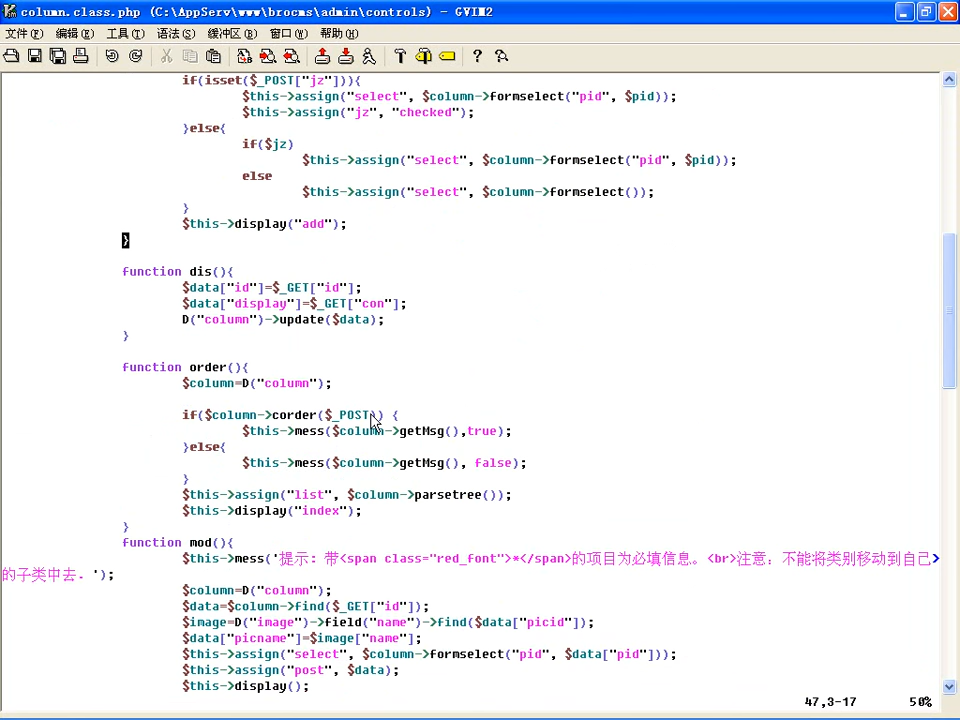 column.class.php (C:\AppServ\www\brocms\admin\controls) - GVIM2
文件(F) 编辑(E) 工具(T) 语法(S) 缓冲区(B) 窗口(W) 帮助(H)
if(isset($_POST["jz"])){
$this->assign("select", $column->formselect("pid", $pid));
$this->assign("jz", "checked");
}else{
if($jz)
$this->assign("select", $column->formselect("pid", $pid));
else
$this->assign("select", $column->formselect());
}
$this->display("add");
}
function dis(){
$data["id"]=$_GET["id"];
$data["display"]=$_GET["con"];
D("column")->update($data);
}
function order(){
$column=D("column");
if($column->corder($_POST)) {
$this->mess($column->getMsg(),true);
}else{
$this->mess($column->getMsg(), false);
}
$this->assign("list", $column->parsetree());
$this->display("index");
}
function mod(){
$this->mess('提示: 带<span class="red_font">*</span>的项目为必填信息。<br>注意: 不能将类别移动到自己>
的子类中去. ');
$column=D("column");
$data=$column->find($_GET["id"]);
$image=D("image")->field("name")->find($data["picid"]);
$data["picname"]=$image["name"];
$this->assign("select", $column->formselect("pid", $data["pid"]));
$this->assign("post", $data);
$this->display();
47,3-17 50%